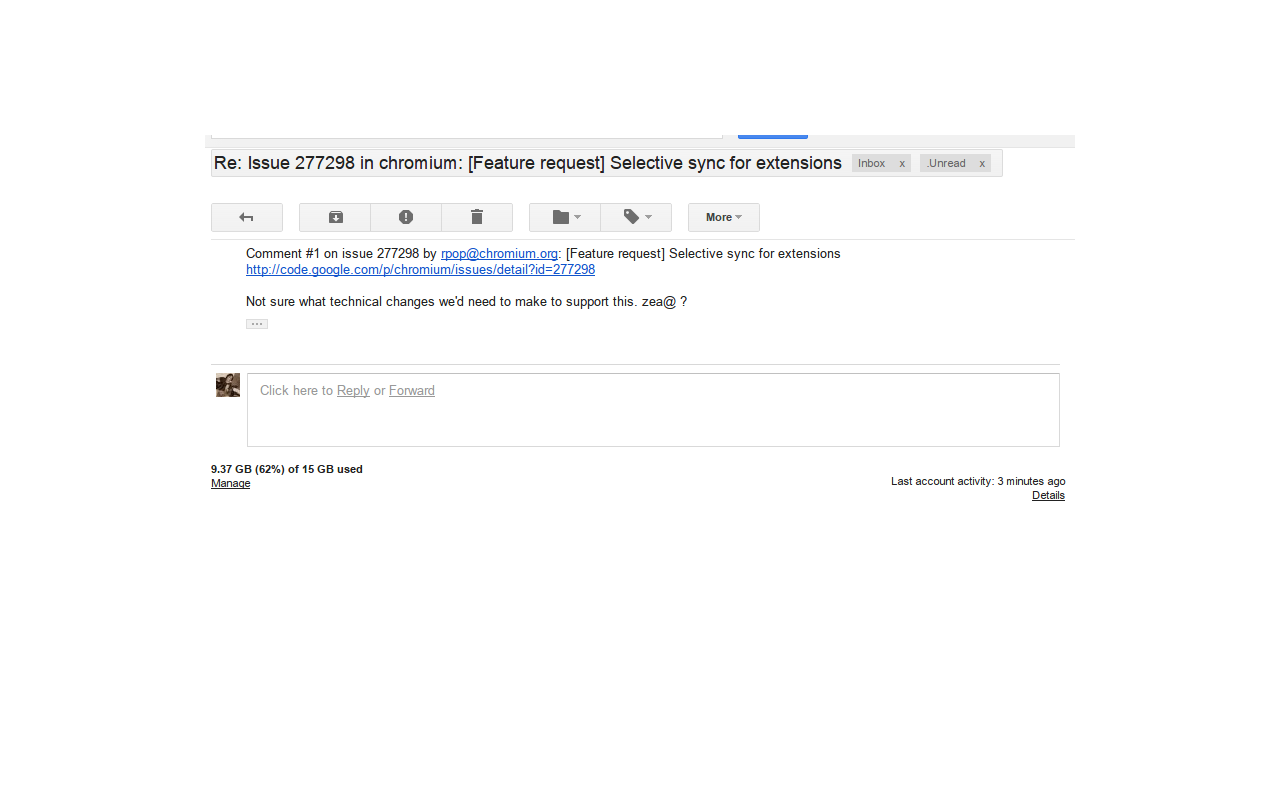 Re: Issue 277298 in chromium: [Feature request] Selective sync for extensions Inbox x .Unread x
More
Comment #1 on issue 277298 by rpop@chromium.org: [Feature request] Selective sync for extensions
http://code.google.com/p/chromium/issues/detail?id=277298
Not sure what technical changes we'd need to make to support this. zea@ ?
Click here to Reply or Forward
9.37 GB (62%) of 15 GB used
Manage
Last account activity: 3 minutes ago
Details